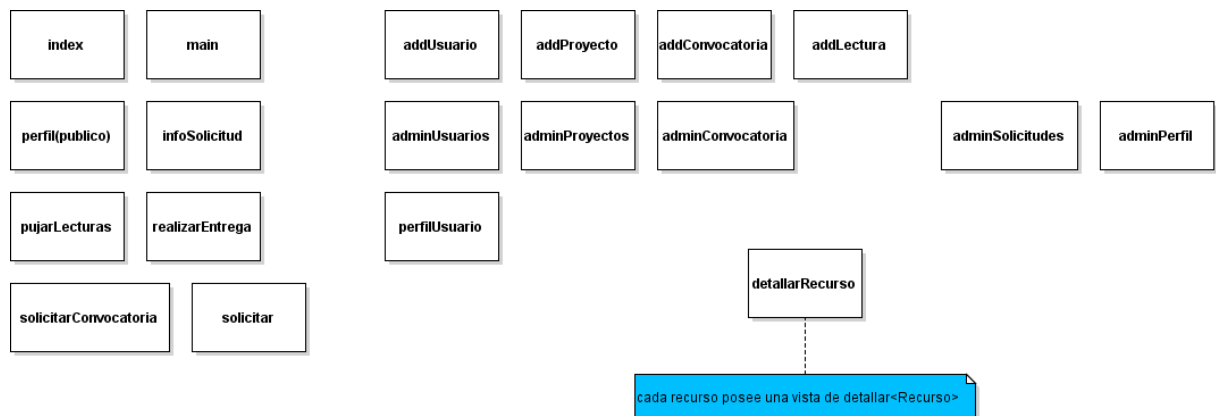 index
main
addUsuario
addProyecto
addConvocatoria
addLectura
perfil(publico)
infoSolicitud
adminUsuarios
adminProyectos
adminConvocatoria
adminSolicitudes
adminPerfil
pujarLecturas
realizarEntrega
perfilUsuario
detallarRecurso
solicitarConvocatoria
solicitar
cada recurso posee una vista de detallar<Recurso>